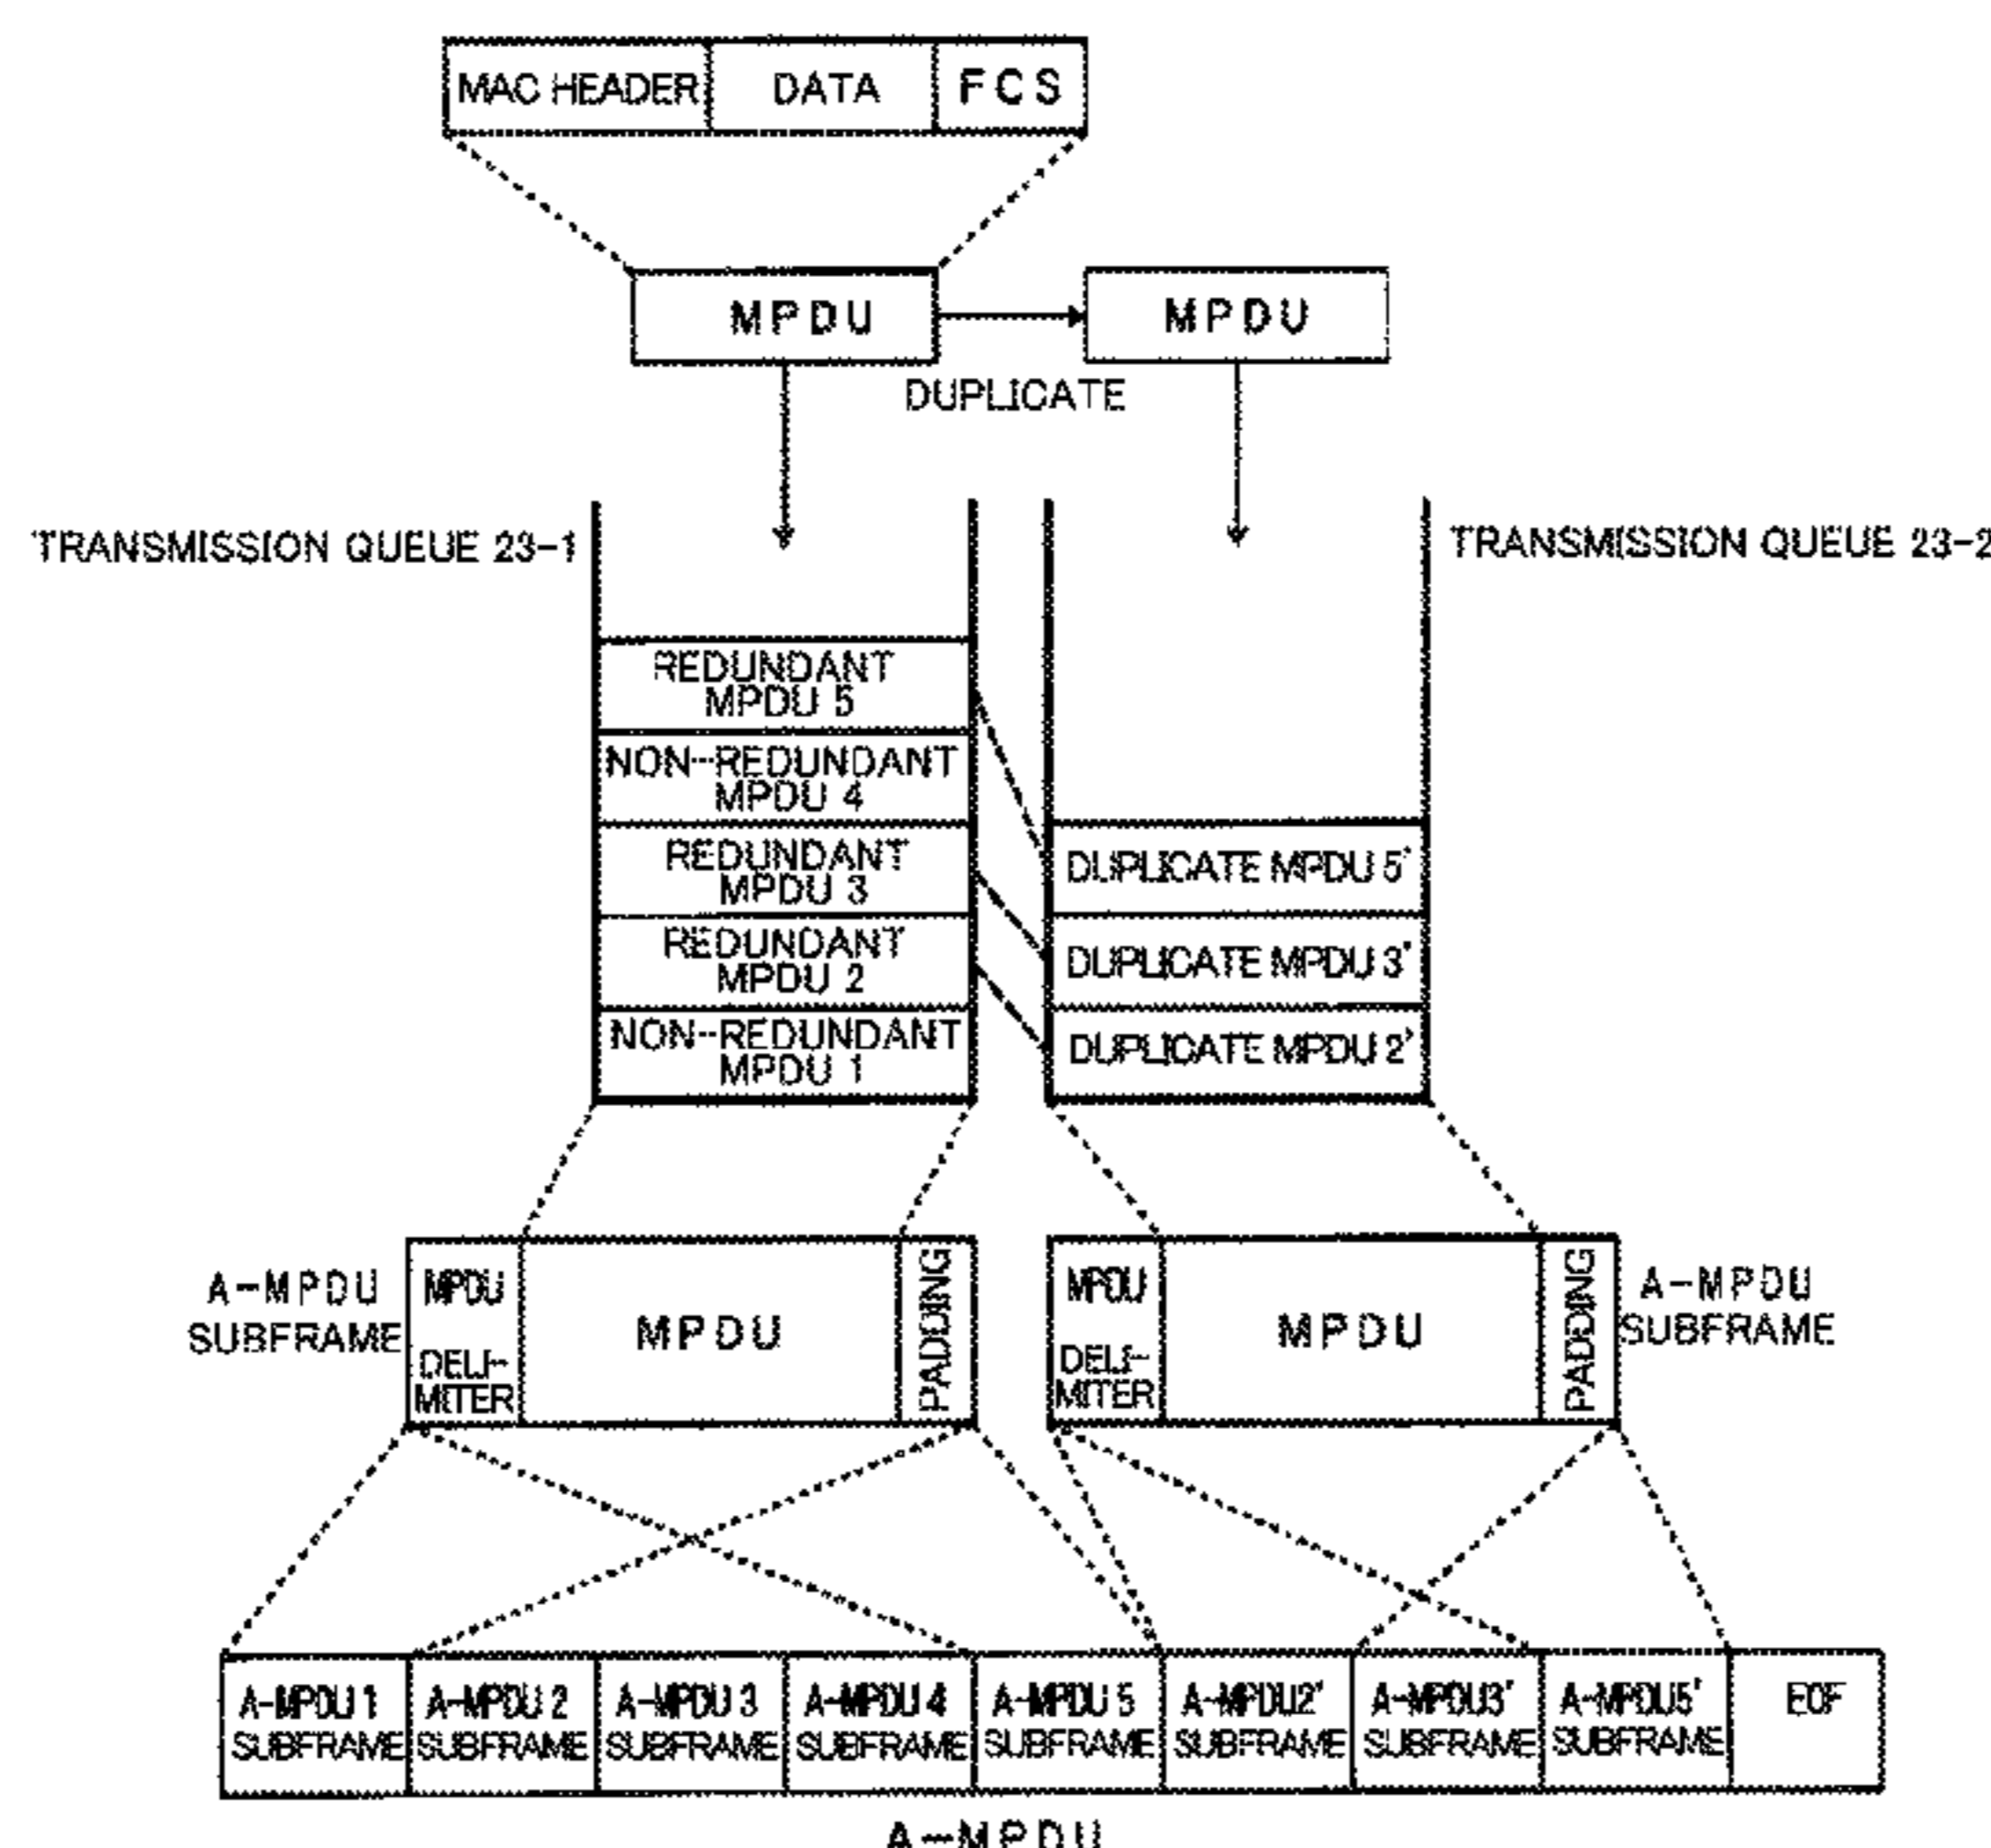 MAC HEADER DATA FCS
MPDU MPDU
DUPLICATE
TRANSMISSION QUEUE 23-1
TRANSMISSION QUEUE 23-2
REDUNDANT
MPDU 5
NON-REDUNDANT
MPDU 4
REDUNDANT
MPDU 3
REDUNDANT
MPDU 2
NON-REDUNDANT
MPDU 1
DUPLICATE MPDU 5'
DUPLICATE MPDU 3'
DUPLICATE MPDU 2'
A-MPDU
SUBFRAME
MPDU
DELI-
MITER
MPDU
PADDING
MPDU
DELI-
MITER
MPDU
PADDING
A-MPDU
SUBFRAME
A-MPDU 1
SUBFRAME
A-MPDU 2
SUBFRAME
A-MPDU 3
SUBFRAME
A-MPDU 4
SUBFRAME
A-MPDU 5
SUBFRAME
A-MPDU2'
SUBFRAME
A-MPDU3'
SUBFRAME
A-MPDU5'
SUBFRAME
EOF
A-MPDU